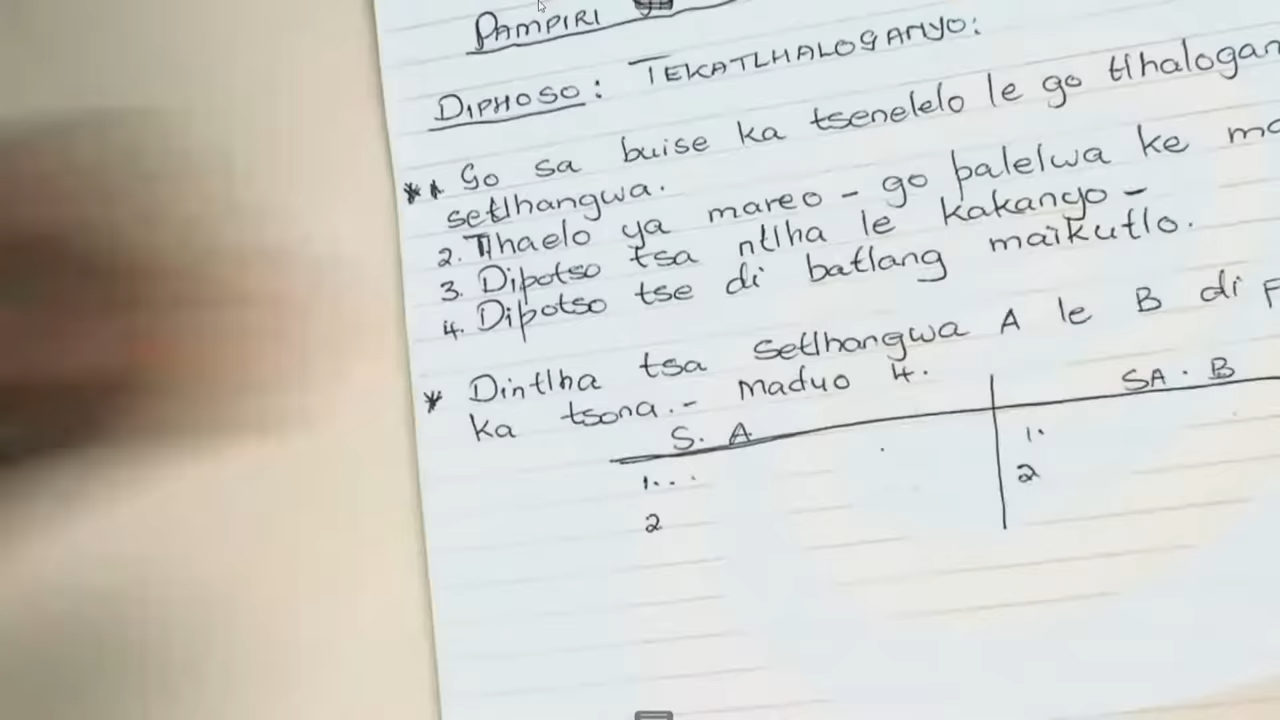 PAMPIRI
DIPHOSO: TEKATLHALOGANYO:
** Go sa buise ka tsenelelo le go tlhalogan
setlhangwa.
2. Tlhaelo ya mareo - go palelwa ke ma
3. Dipotso tsa ntlha le kakanyo -
4. Dipotso tse di batlang maikutlo.
* Dintlha tsa Setlhangwa A le B di F
ka tsona. - maduo 4.
S. A. SA. B
1... 1.
2 2